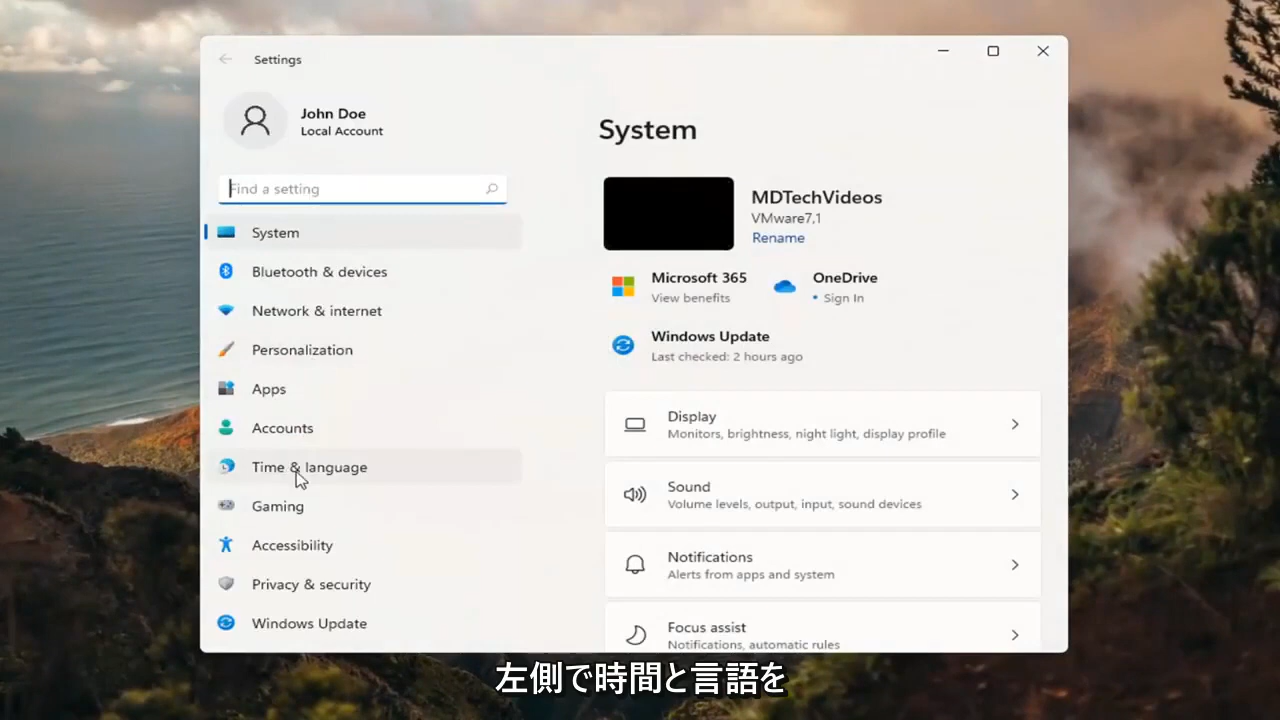 Settings
John Doe
Local Account
Find a setting
System
Bluetooth & devices
Network & internet
Personalization
Apps
Accounts
Time & language
Gaming
Accessibility
Privacy & security
Windows Update
System
MDTechVideos
VMware7,1
Rename
Microsoft 365
View benefits
OneDrive
• Sign In
Windows Update
Last checked: 2 hours ago
Display
Monitors, brightness, night light, display profile
Sound
Volume levels, output, input, sound devices
Notifications
Alerts from apps and system
Focus assist
Notifications, automatic rules
左側で時間と言語を